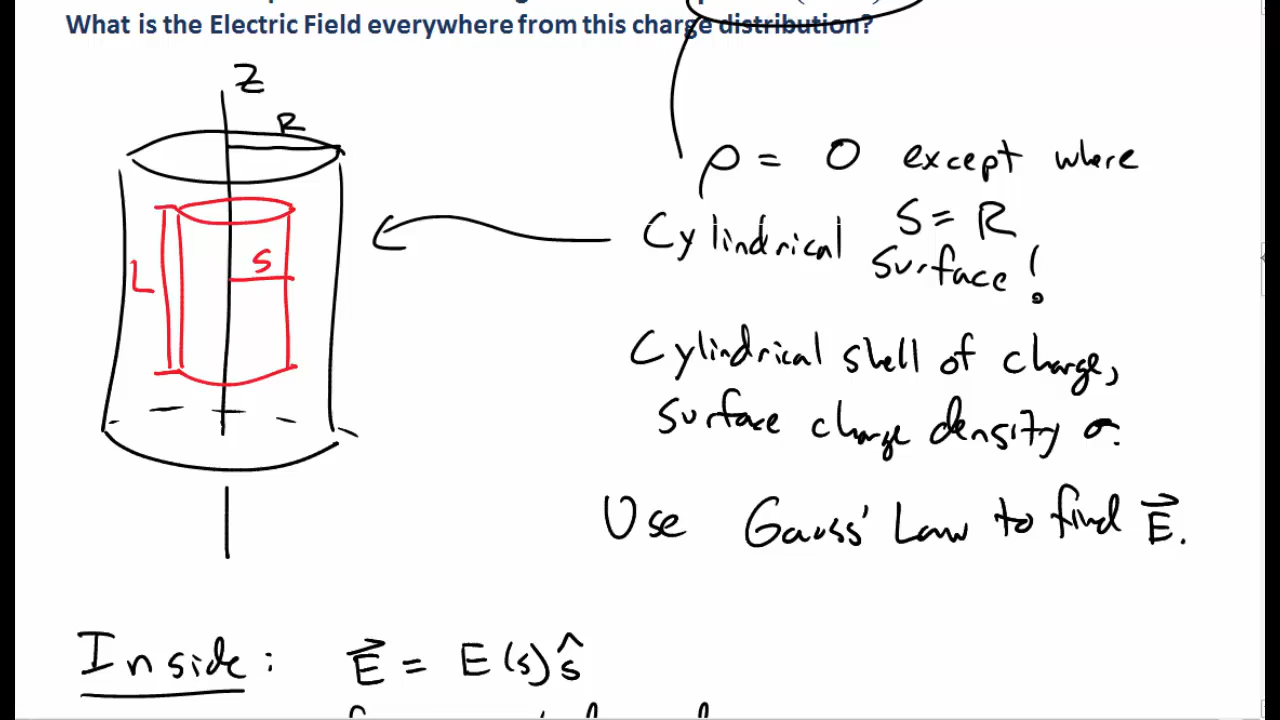 What is the Electric Field everywhere from this charge distribution?
Z
R
ρ = 0 except where
S = R
Cylindrical
surface!
S
L
Cylindrical shell of charge,
surface charge density σ.
Use Gauss' Law to find E⃗.
Inside: E⃗ = E(s)ŝ